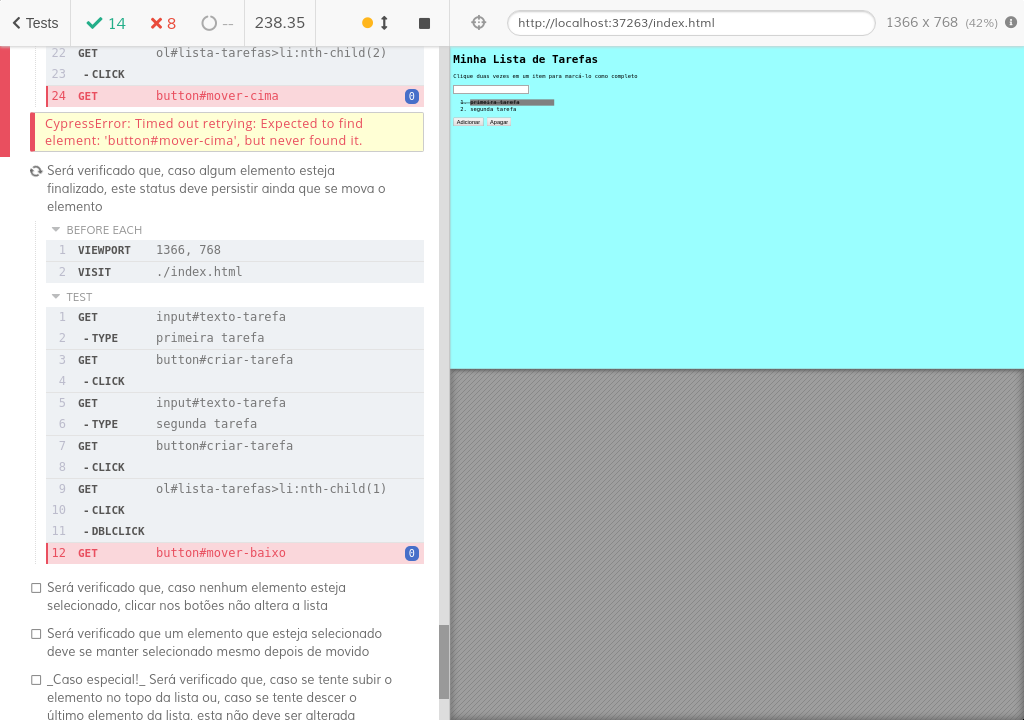 Tests 14 8 -- 238.35 http://localhost:37263/index.html 1366 x 768 (42%)
22 GET ol#lista-tarefas>li:nth-child(2)
23 - CLICK
24 GET button#mover-cima 0
CypressError: Timed out retrying: Expected to find
element: 'button#mover-cima', but never found it.
Será verificado que, caso algum elemento esteja
finalizado, este status deve persistir ainda que se mova o
elemento
BEFORE EACH
1 VIEWPORT 1366, 768
2 VISIT ./index.html
TEST
1 GET input#texto-tarefa
2 - TYPE primeira tarefa
3 GET button#criar-tarefa
4 - CLICK
5 GET input#texto-tarefa
6 - TYPE segunda tarefa
7 GET button#criar-tarefa
8 - CLICK
9 GET ol#lista-tarefas>li:nth-child(1)
10 - CLICK
11 - DBLCLICK
12 GET button#mover-baixo 0
Será verificado que, caso nenhum elemento esteja
selecionado, clicar nos botões não altera a lista
Será verificado que um elemento que esteja selecionado
deve se manter selecionado mesmo depois de movido
_Caso especial!_ Será verificado que, caso se tente subir o
elemento no topo da lista ou, caso se tente descer o
último elemento da lista, esta não deve ser alterada
Minha Lista de Tarefas
Clique duas vezes em um item para marcá-lo como completo
1. primeira tarefa
2. segunda tarefa
Adicionar Apagar